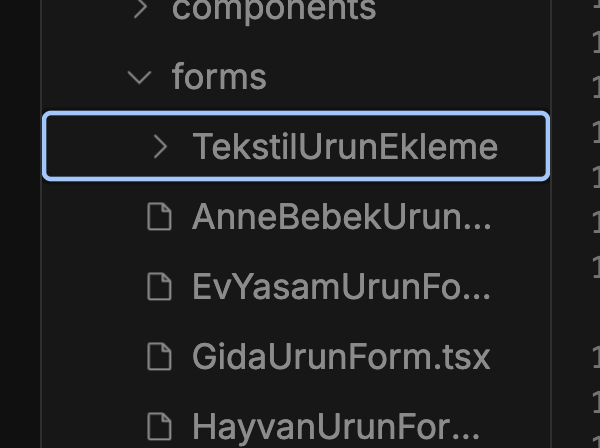 components
forms
TekstilUrunEkleme
AnneBebekUrun...
EvYasamUrunFo...
GidaUrunForm.tsx
HayvanUrunFor...